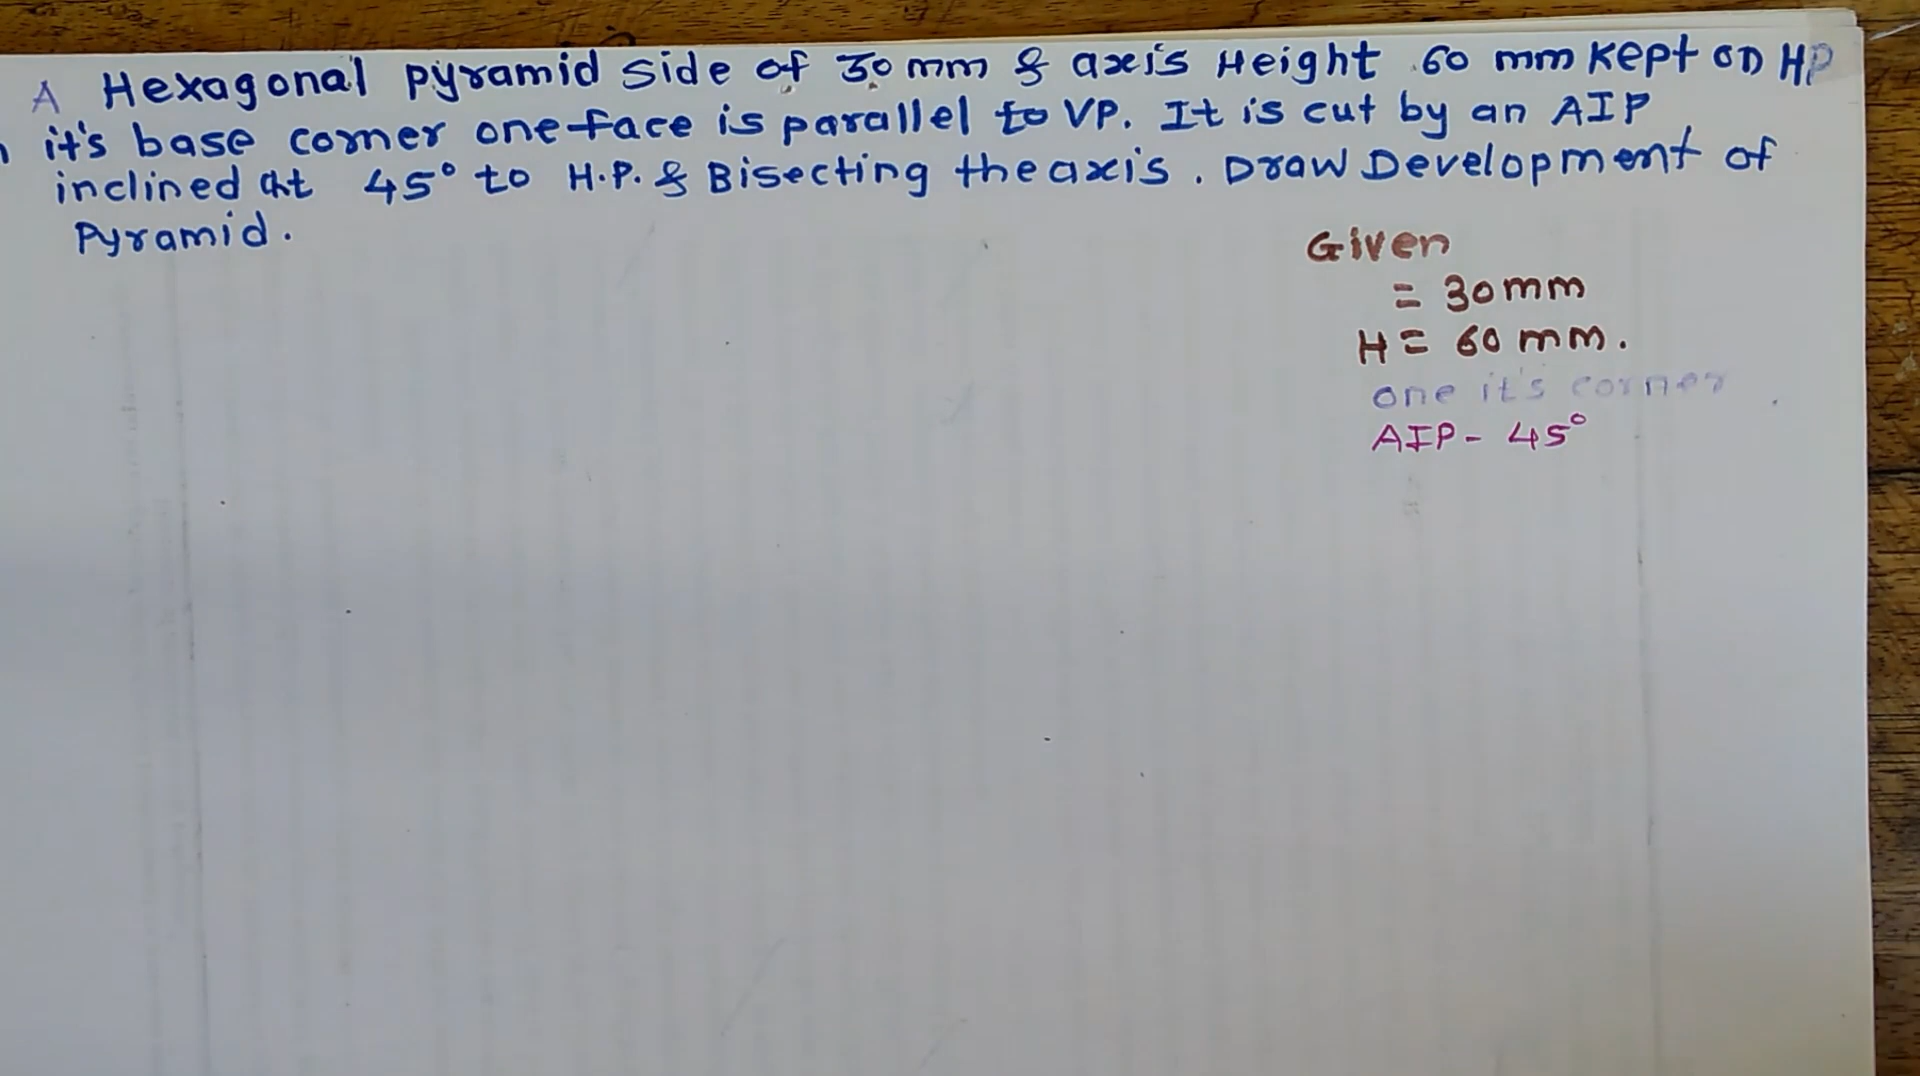 A Hexagonal pyramid side of 30 mm & axis Height 60 mm kept on HP
it's base corner one face is parallel to VP. It is cut by an AIP
inclined at 45° to H.P. & Bisecting the axis. Draw Development of
Pyramid.
Given
= 30mm
H = 60 mm.
one it's corner
AIP - 45°